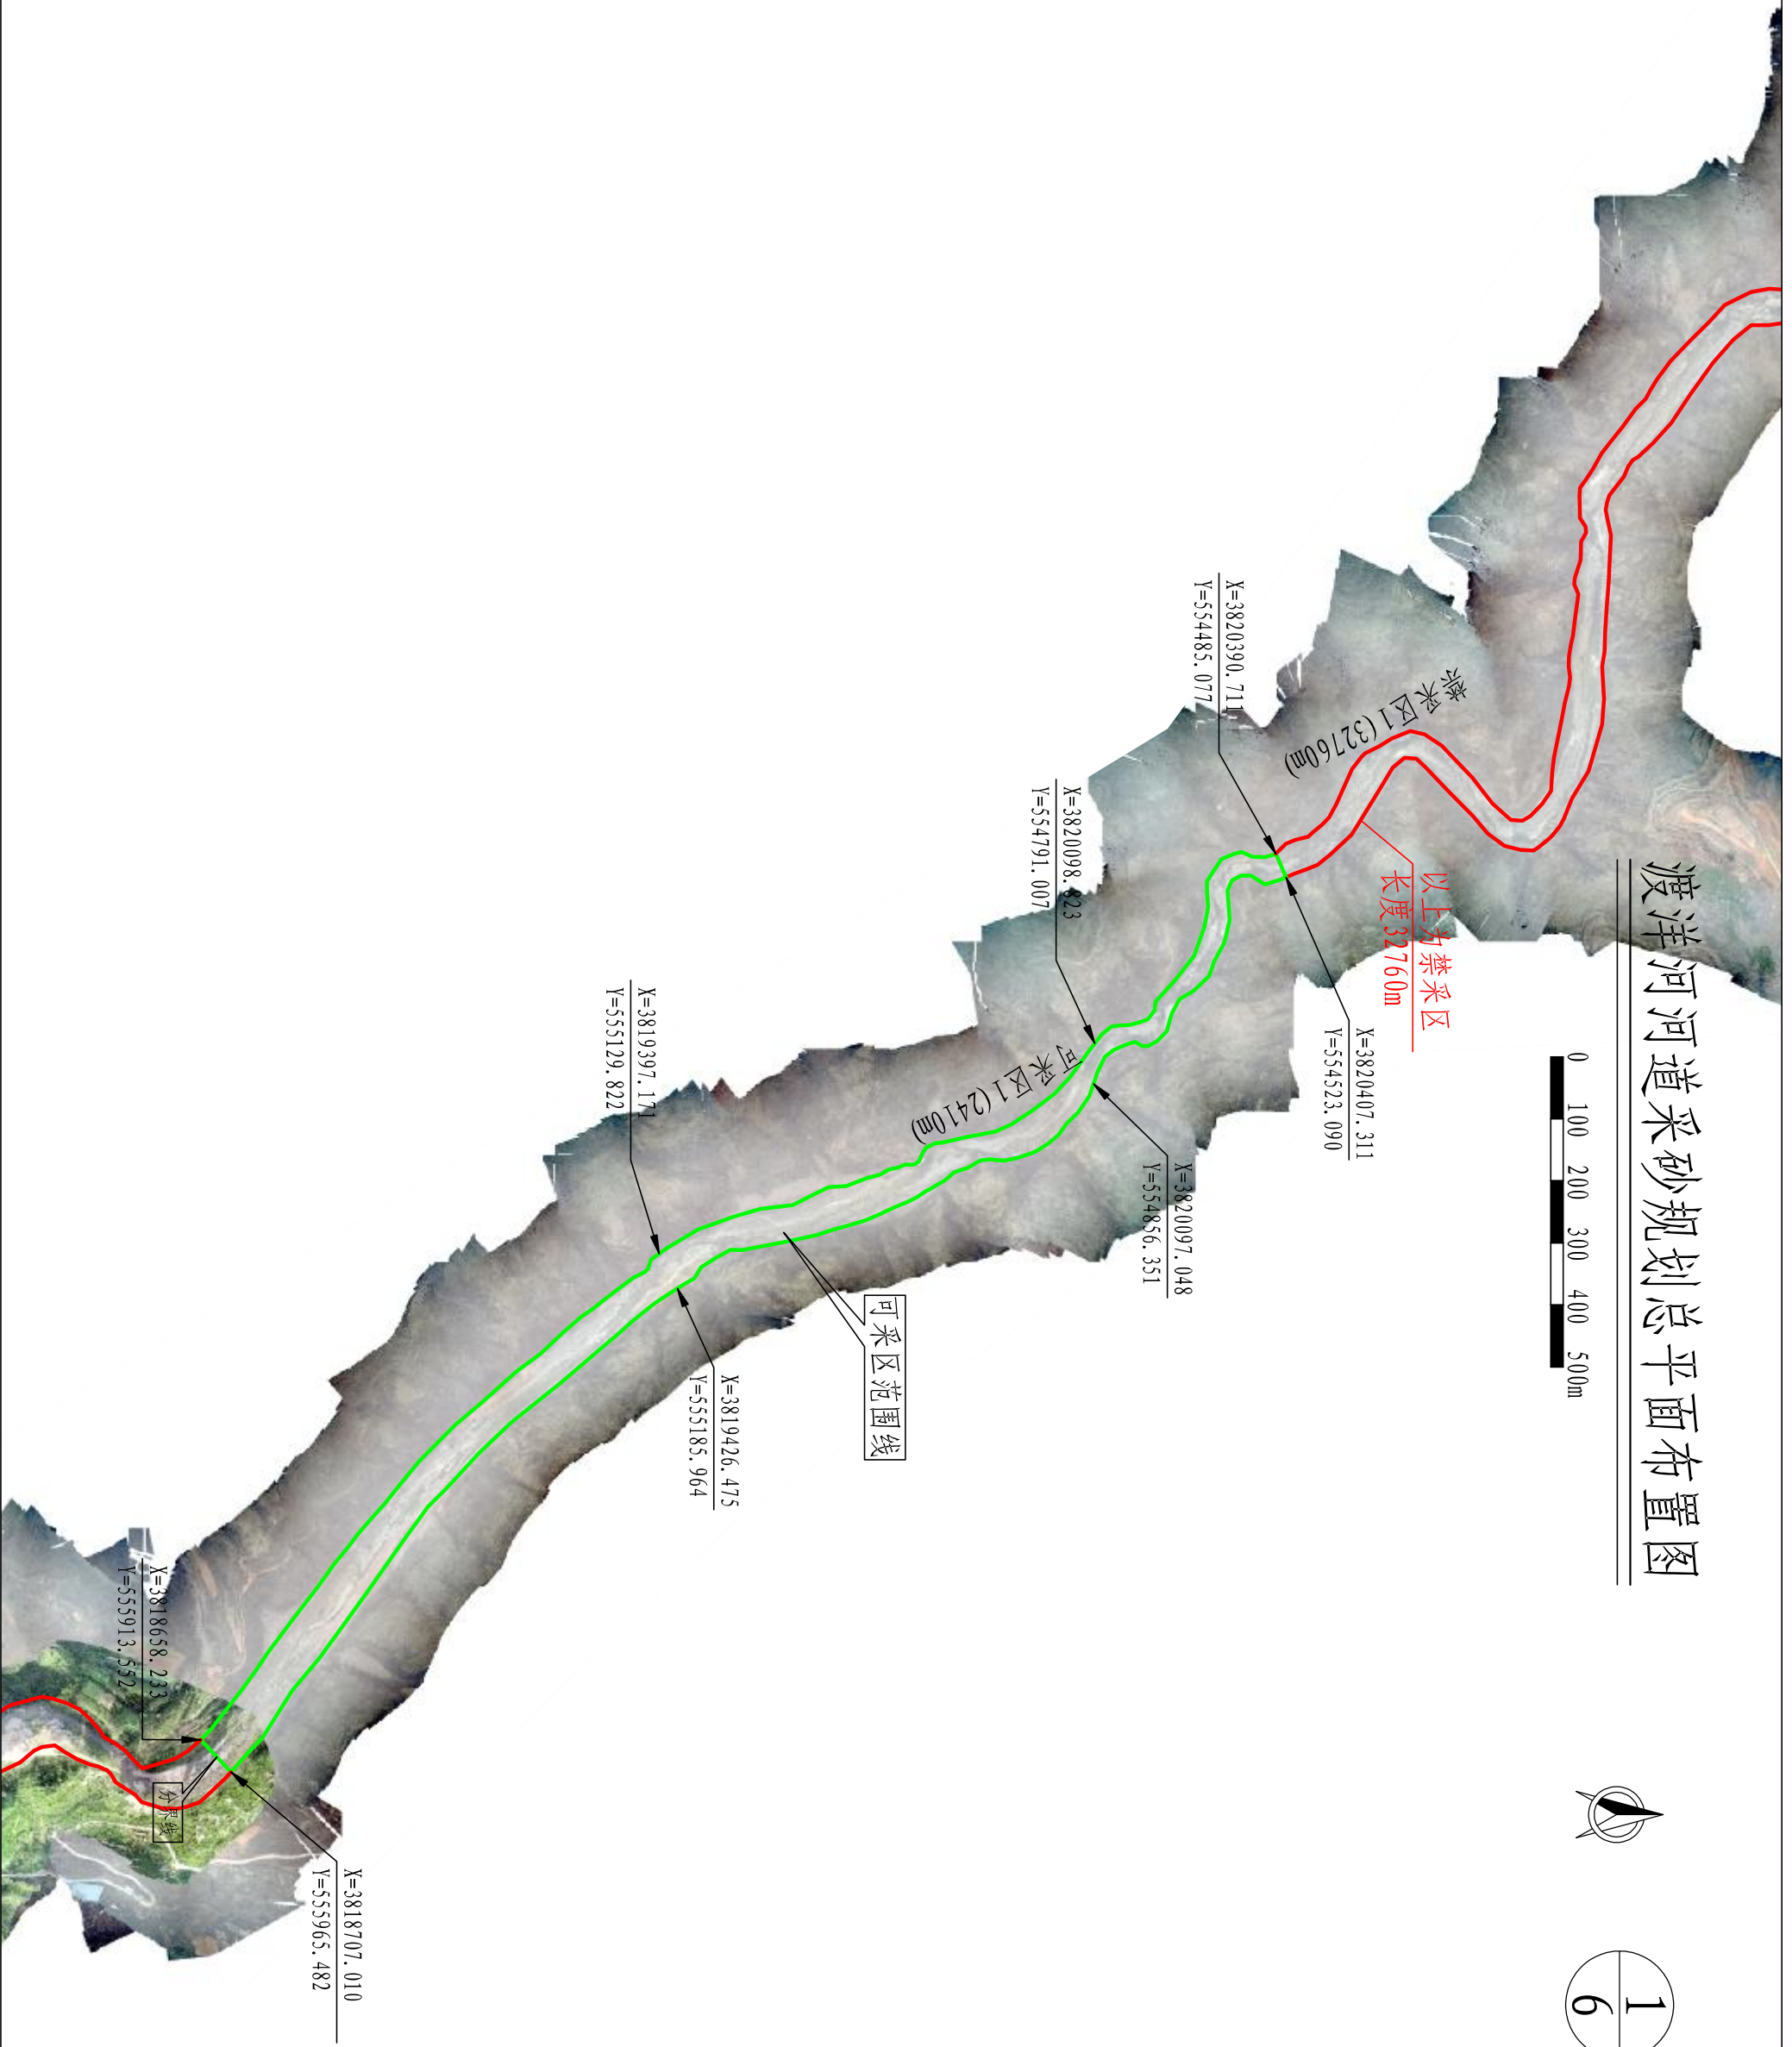 渡洋河河道采砂规划总平面布置图
0 100 200 300 400 500m
1
6
禁采区1(32760m)
以上为禁采区
长度32760m
X=3820390.711
Y=554485.077
X=3820407.311
Y=554523.090
X=3820098.823
Y=554791.007
X=3820097.048
Y=554856.351
可采区1(2410m)
可采区范围线
X=3819397.171
Y=555129.822
X=3819426.475
Y=555185.964
X=3818658.233
Y=555913.552
分界线
X=3818707.010
Y=555965.482